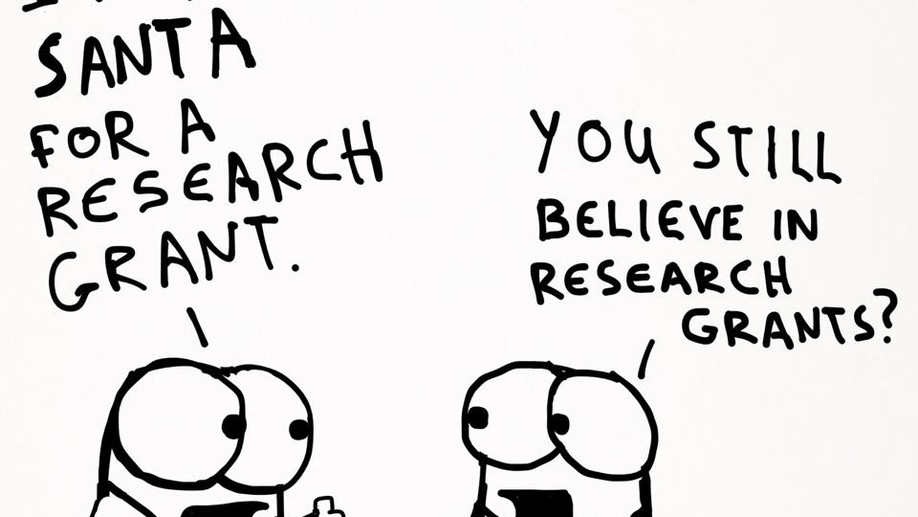 SANTA
FOR A
RESEARCH
GRANT.
YOU STILL
BELIEVE IN
RESEARCH
GRANTS?